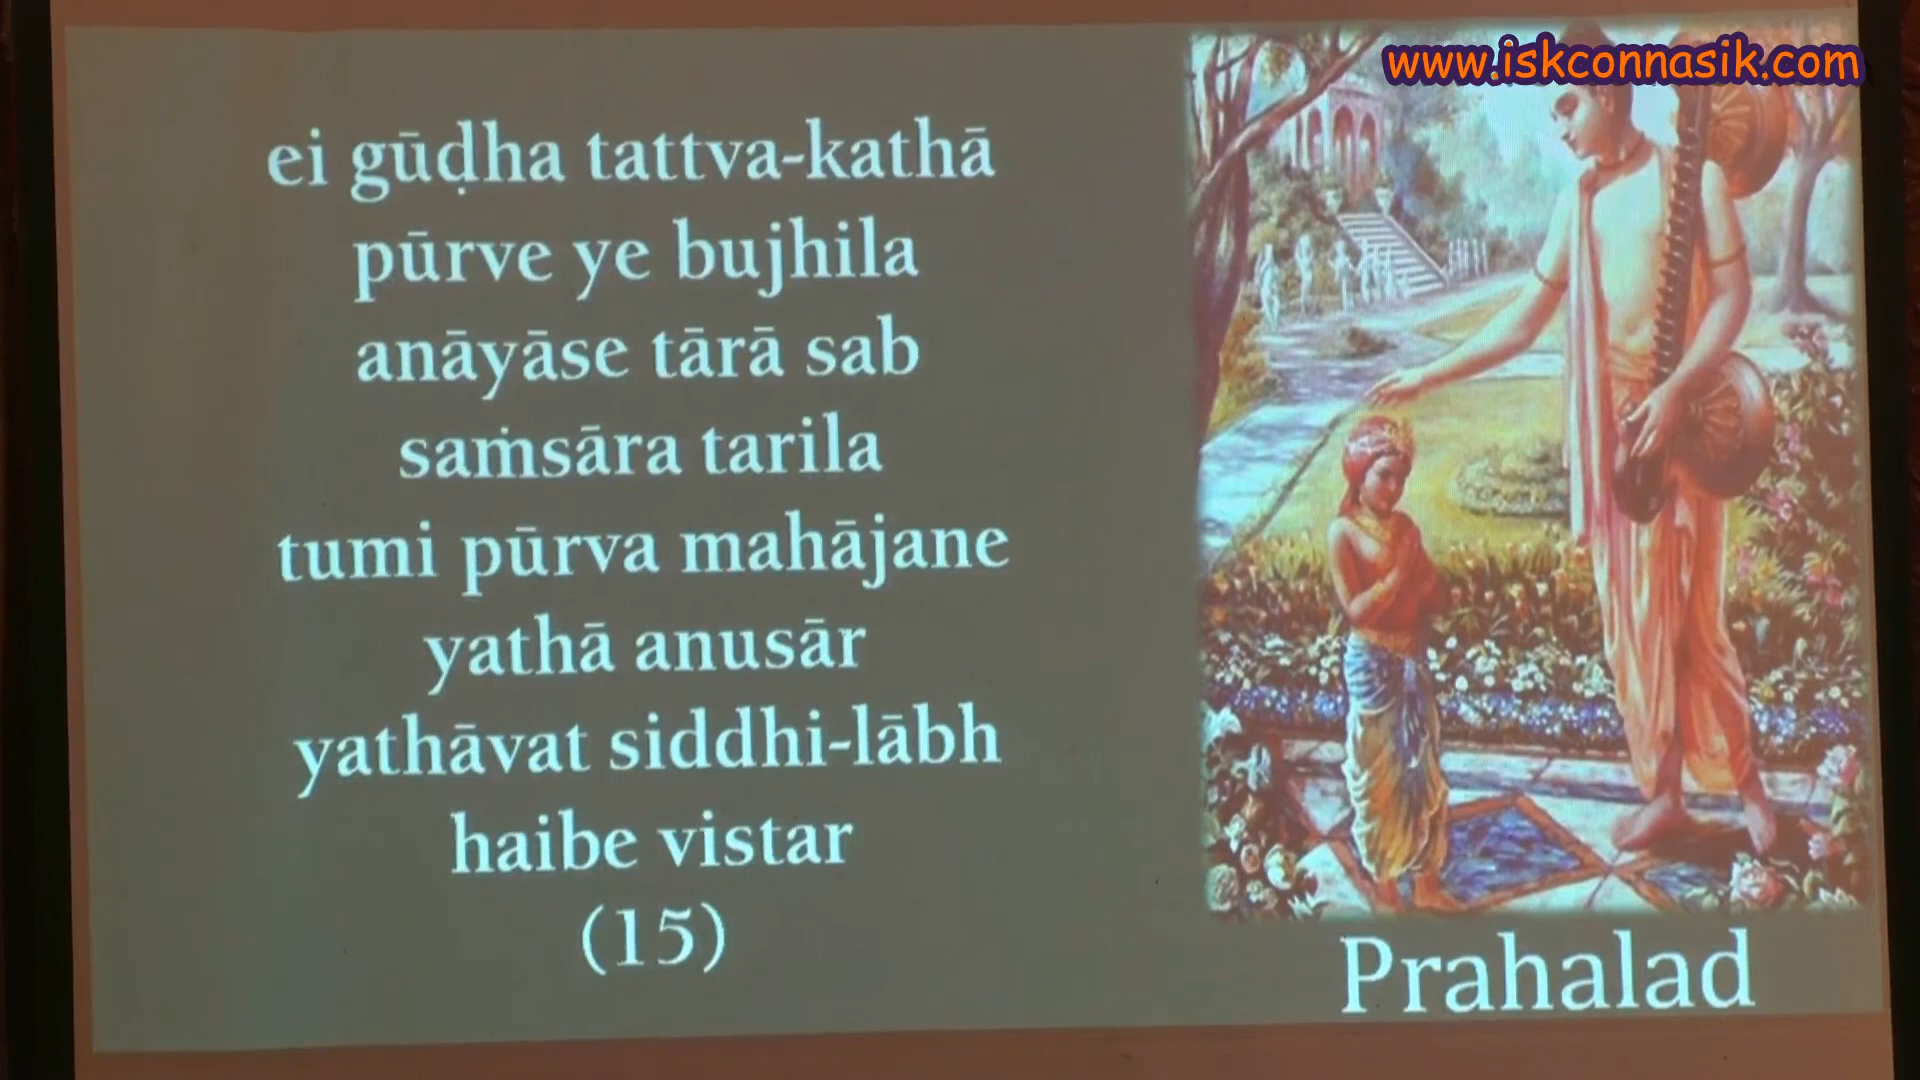 www.iskconnasik.com
ei gūḍha tattva-kathā
pūrve ye bujhila
anāyāse tārā sab
saṁsāra tarila
tumi pūrva mahājane
yathā anusār
yathāvat siddhi-lābh
haibe vistar
(15)
Prahalad